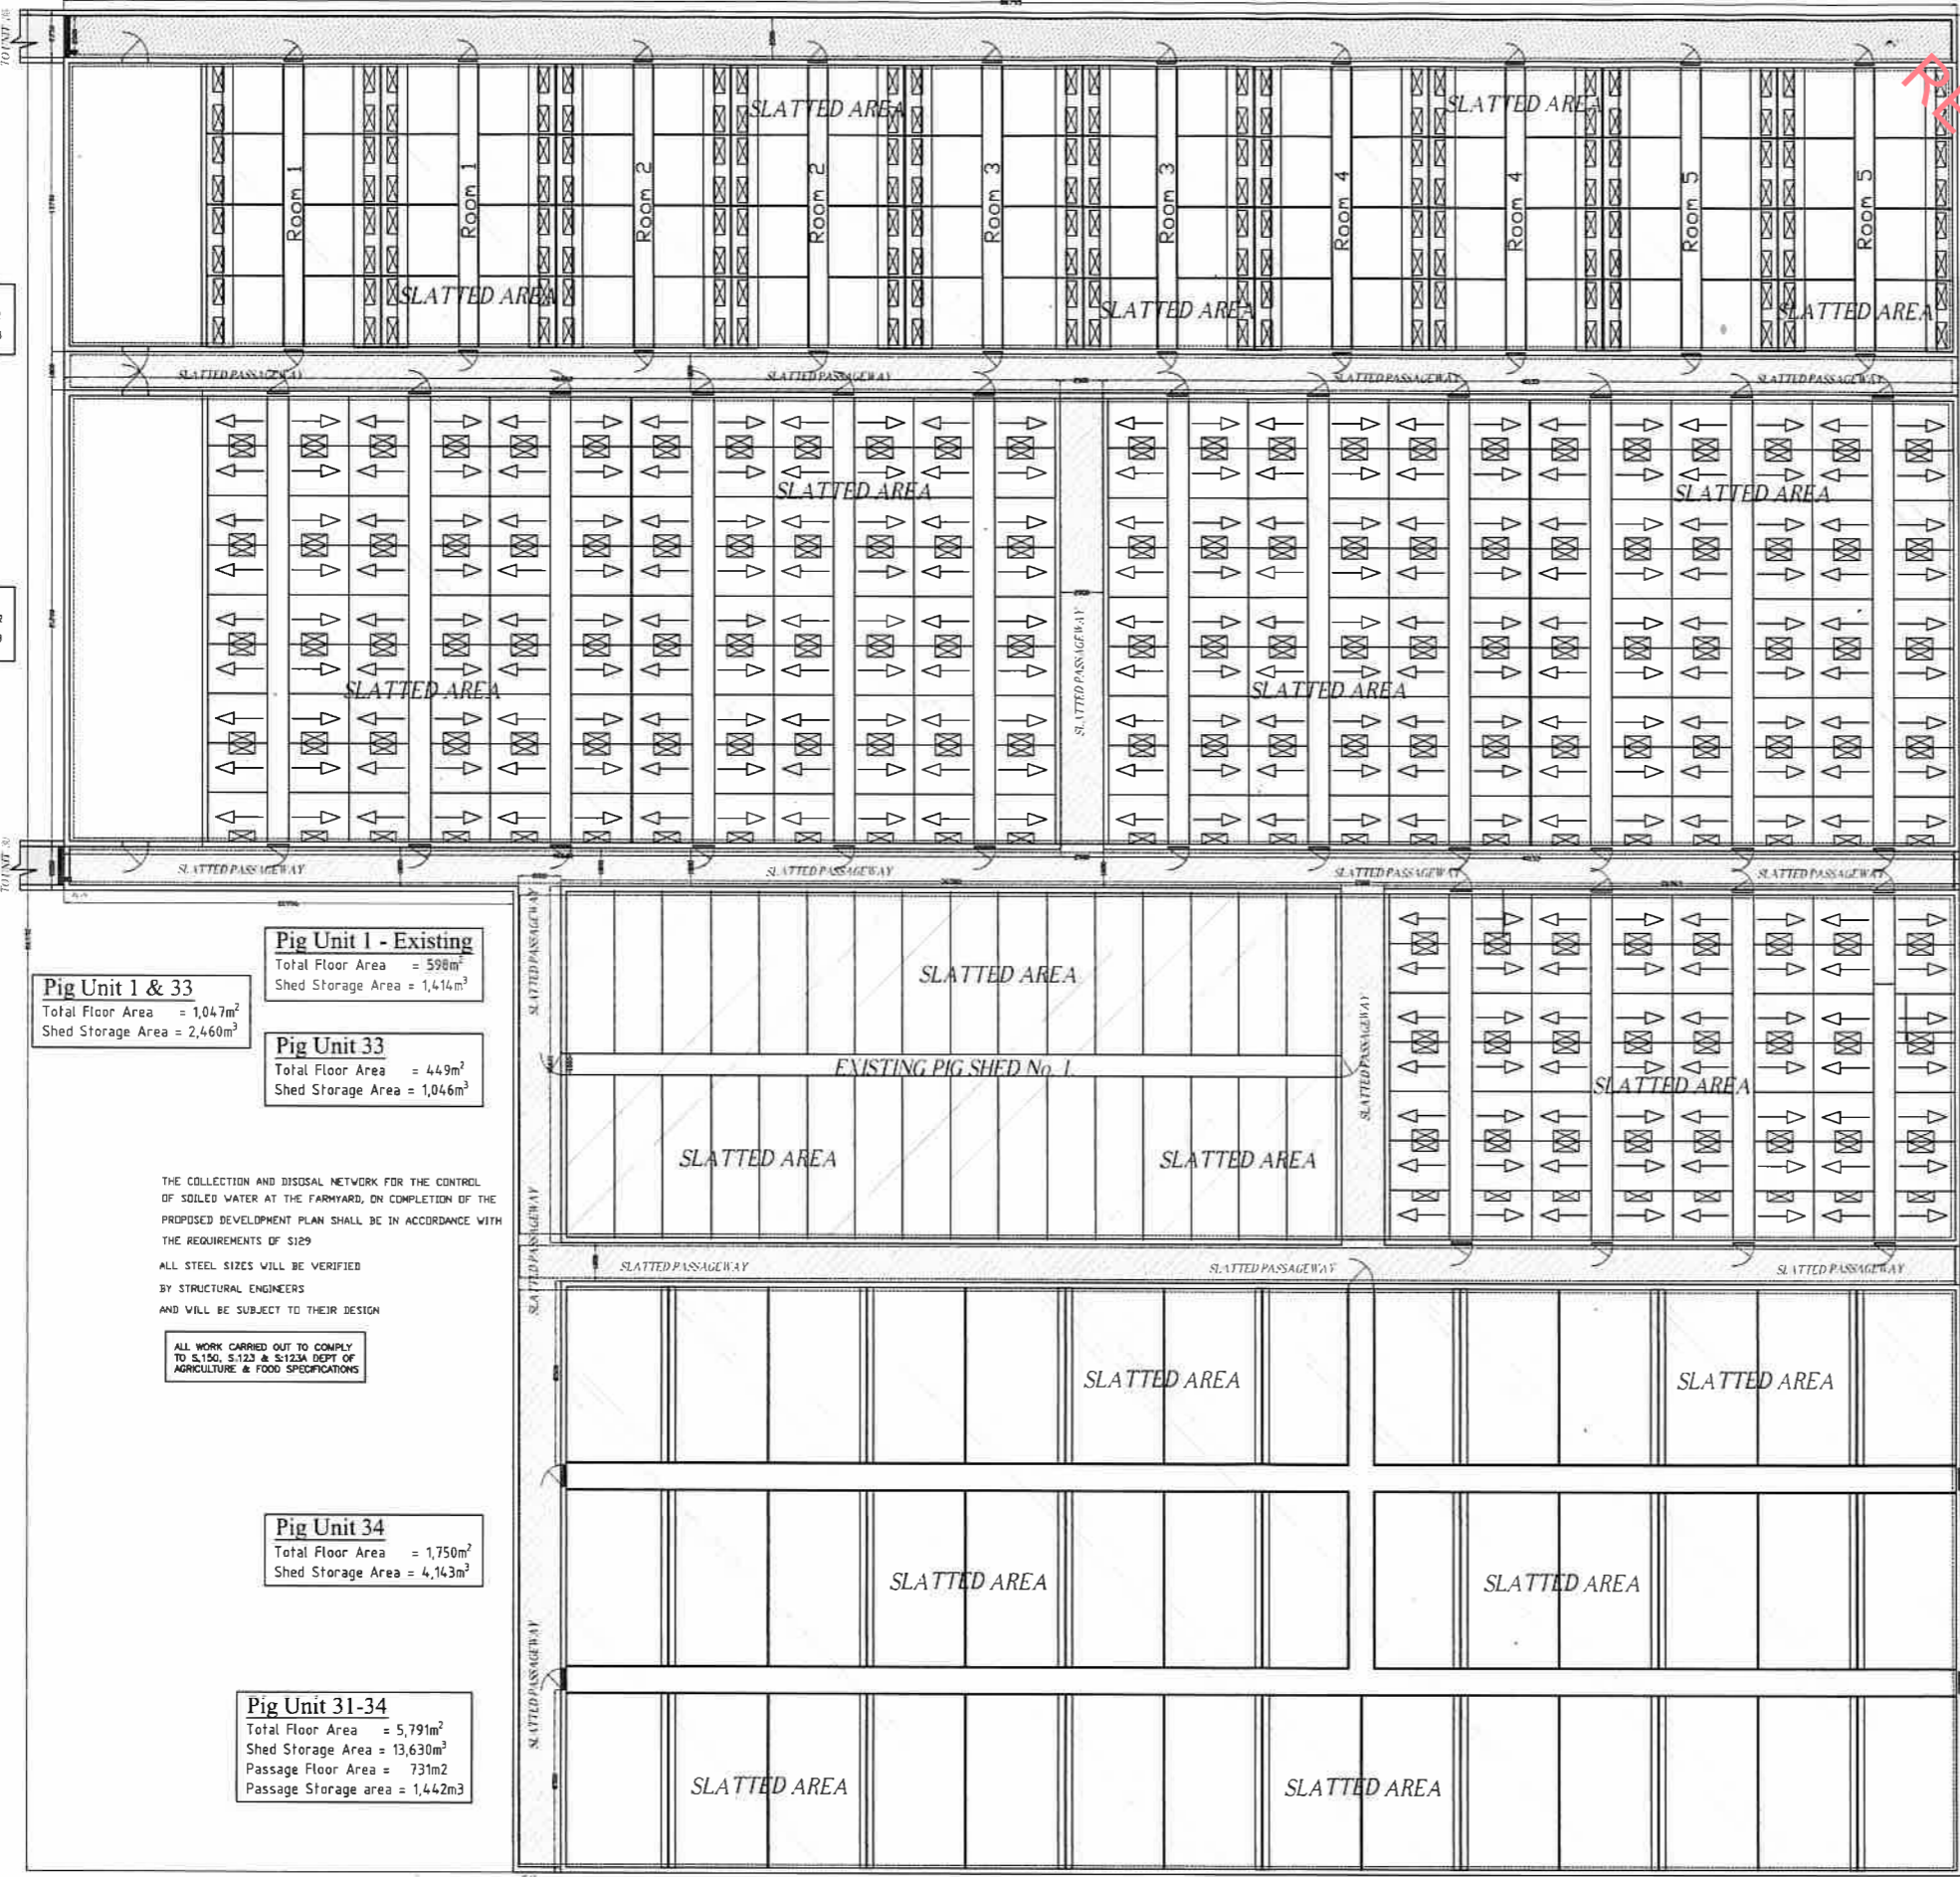 SLATTED AREA
SLATTED AREA
Room 1
Room 1
Room 2
Room 2
Room 3
Room 3
Room 4
Room 4
Room 5
Room 5
SLATTED AREA
SLATTED AREA
SLATTED AREA
SLATTED PASSAGEWAY
SLATTED PASSAGEWAY
SLATTED PASSAGEWAY
SLATTED PASSAGEWAY
SLATTED AREA
SLATTED AREA
SLATTED PASSAGEWAY
SLATTED AREA
SLATTED AREA
SLATTED PASSAGEWAY
SLATTED PASSAGEWAY
SLATTED PASSAGEWAY
SLATTED PASSAGEWAY
Pig Unit 1 - Existing
Total Floor Area = 598m²
Shed Storage Area = 1,414m³
Pig Unit 1 & 33
Total Floor Area = 1,047m²
Shed Storage Area = 2,460m³
Pig Unit 33
Total Floor Area = 449m²
Shed Storage Area = 1,046m³
SLATTED PASSAGEWAY
SLATTED AREA
EXISTING PIG SHED No. 1.
SLATTED PASSAGEWAY
SLATTED AREA
SLATTED AREA
SLATTED AREA
THE COLLECTION AND DISOSAL NETWORK FOR THE CONTROL
OF SOILED WATER AT THE FARMYARD, ON COMPLETION OF THE
PROPOSED DEVELOPMENT PLAN SHALL BE IN ACCORDANCE WITH
THE REQUIREMENTS OF S129
ALL STEEL SIZES WILL BE VERIFIED
BY STRUCTURAL ENGINEERS
AND WILL BE SUBJECT TO THEIR DESIGN
ALL WORK CARRIED OUT TO COMPLY
TO S.150, S.123 & S:123A DEPT OF
AGRICULTURE & FOOD SPECIFICATIONS
SLATTED PASSAGEWAY
SLATTED PASSAGEWAY
SLATTED PASSAGEWAY
SLATTED PASSAGEWAY
SLATTED AREA
SLATTED AREA
Pig Unit 34
Total Floor Area = 1,750m²
Shed Storage Area = 4,143m³
SLATTED AREA
SLATTED AREA
SLATTED PASSAGEWAY
Pig Unit 31-34
Total Floor Area = 5,791m²
Shed Storage Area = 13,630m³
Passage Floor Area = 731m2
Passage Storage area = 1,442m3
SLATTED AREA
SLATTED AREA